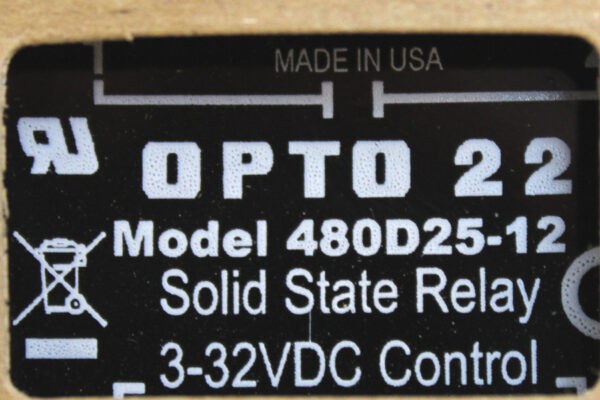 MADE IN USA
OPTO 22
Model 480D25-12
Solid State Relay
3-32VDC Control